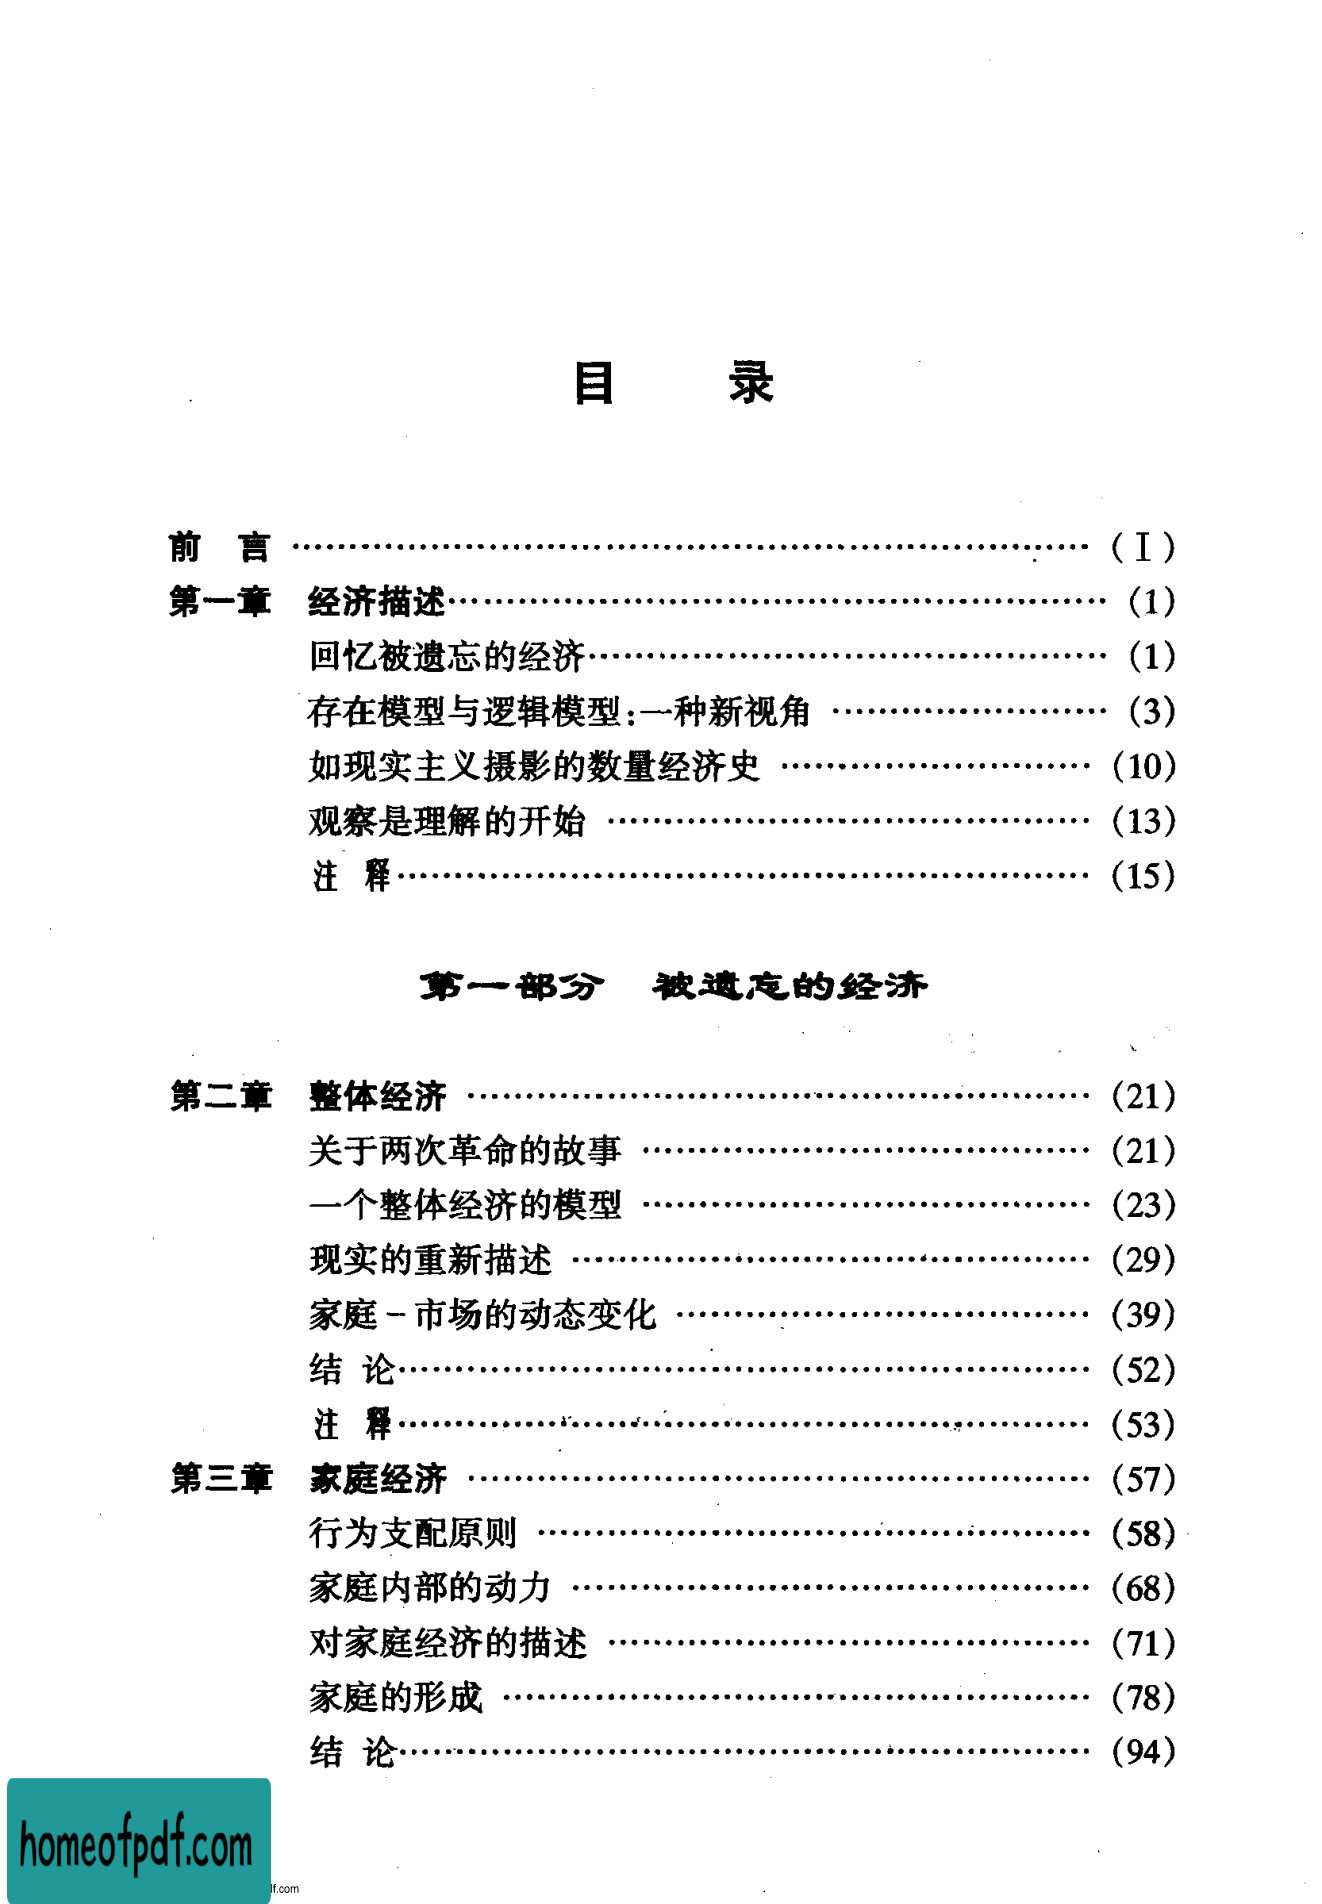 目 录
前 言 …… (Ⅰ)
第一章 经济描述 …… (1)
回忆被遗忘的经济 …… (1)
存在模型与逻辑模型:一种新视角 …… (3)
如现实主义摄影的数量经济史 …… (10)
观察是理解的开始 …… (13)
注 释 …… (15)
第一部分 被遗忘的经济
第二章 整体经济 …… (21)
关于两次革命的故事 …… (21)
一个整体经济的模型 …… (23)
现实的重新描述 …… (29)
家庭-市场的动态变化 …… (39)
结 论 …… (52)
注 释 …… (53)
第三章 家庭经济 …… (57)
行为支配原则 …… (58)
家庭内部的动力 …… (68)
对家庭经济的描述 …… (71)
家庭的形成 …… (78)
结 论 …… (94)
homeofpdf.com
lf.com